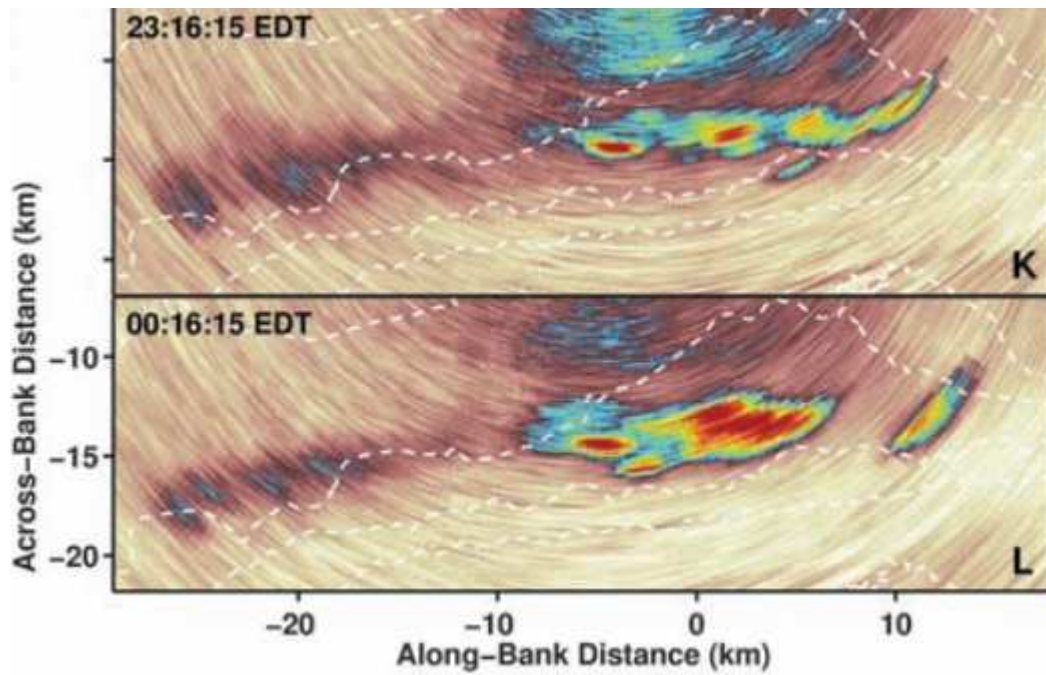 23:16:15 EDT
K
00:16:15 EDT
L
Across-Bank Distance (km)
-10
-15
-20
-20
-10
0
10
Along-Bank Distance (km)